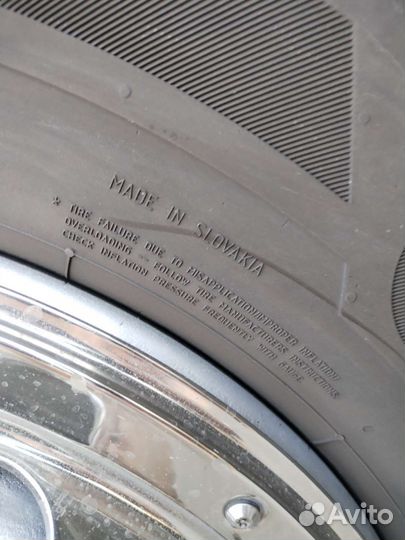 MADE IN SLOVAKIA
* TIRE FAILURE DUE TO MISAPPLICATION/IMPROPER INFLATION/
OVERLOADING - FOLLOW TIRE MANUFACTURERS INSTRUCTIONS
CHECK INFLATION PRESSURE FREQUENTLY WITH GAUGE
Avito